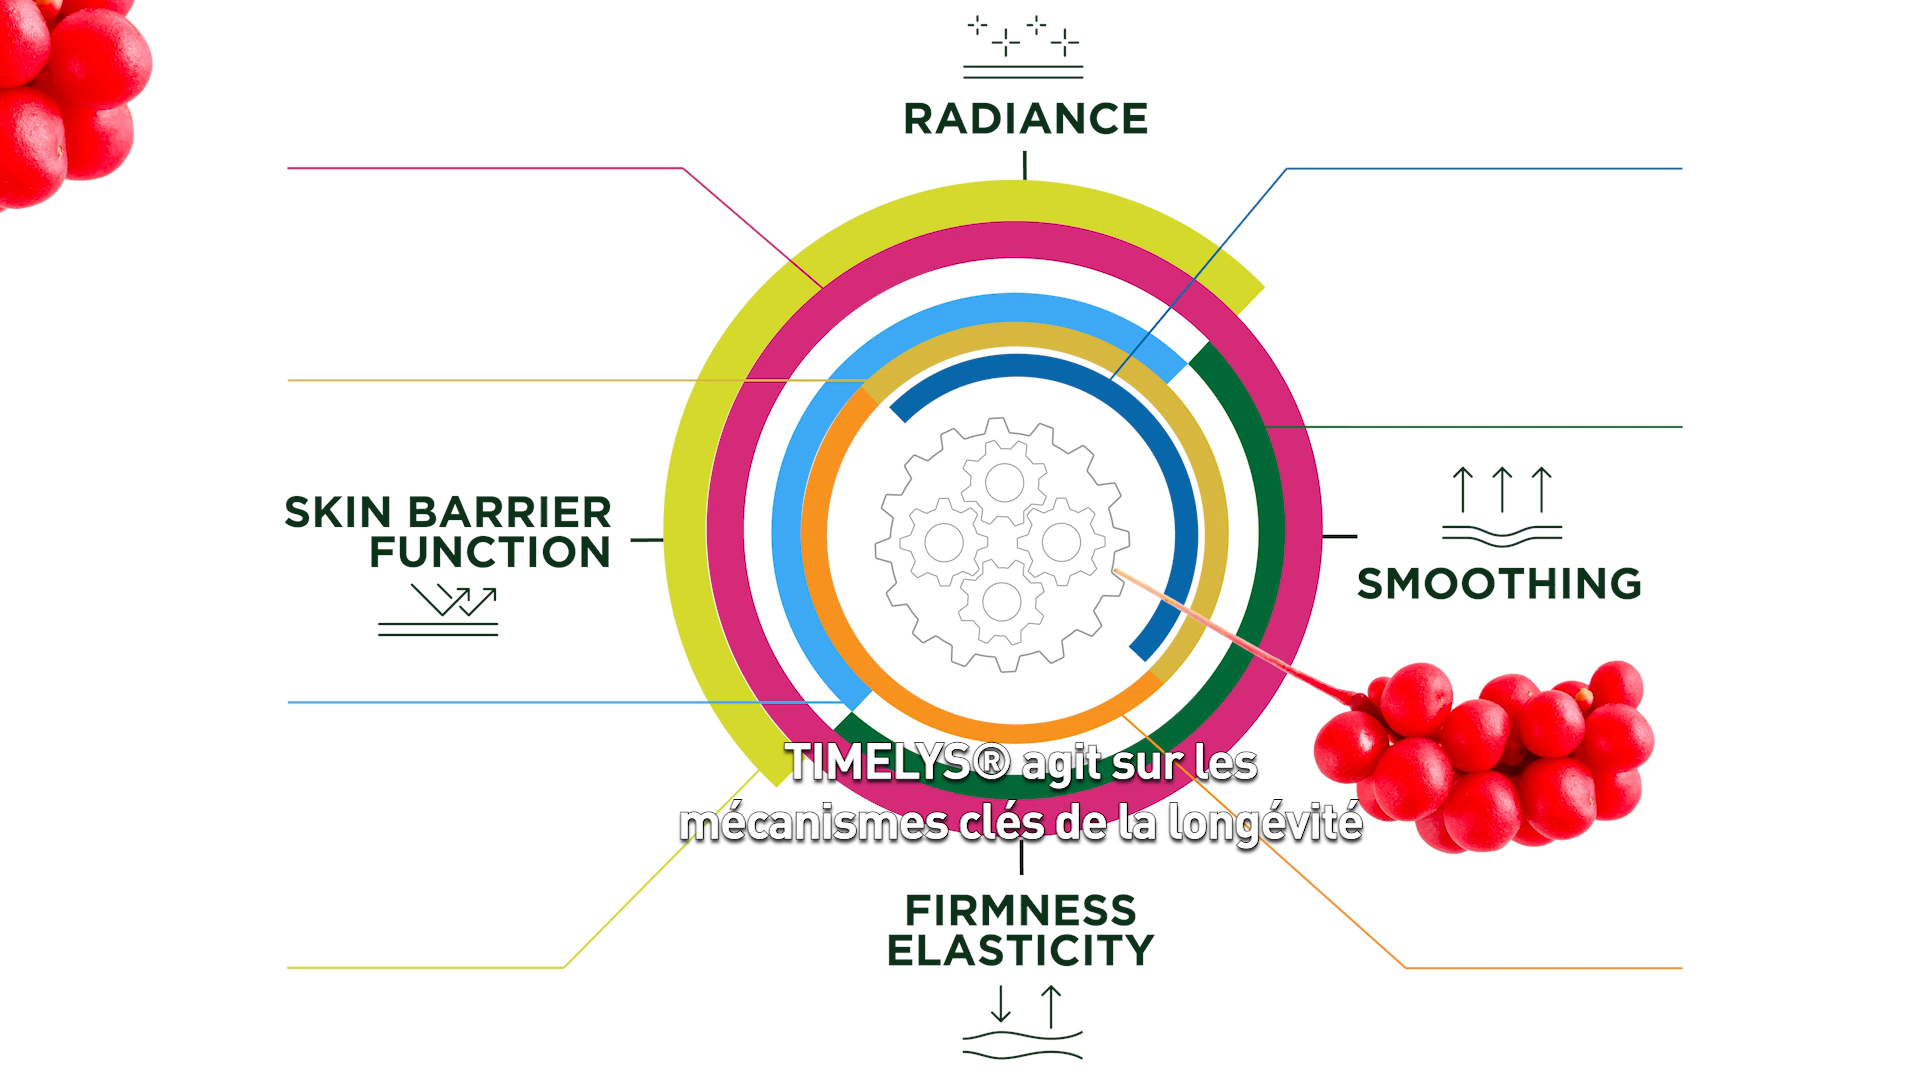 RADIANCE
SKIN BARRIER
FUNCTION
SMOOTHING
TIMELYS® agit sur les
mécanismes clés de la longévité
FIRMNESS
ELASTICITY